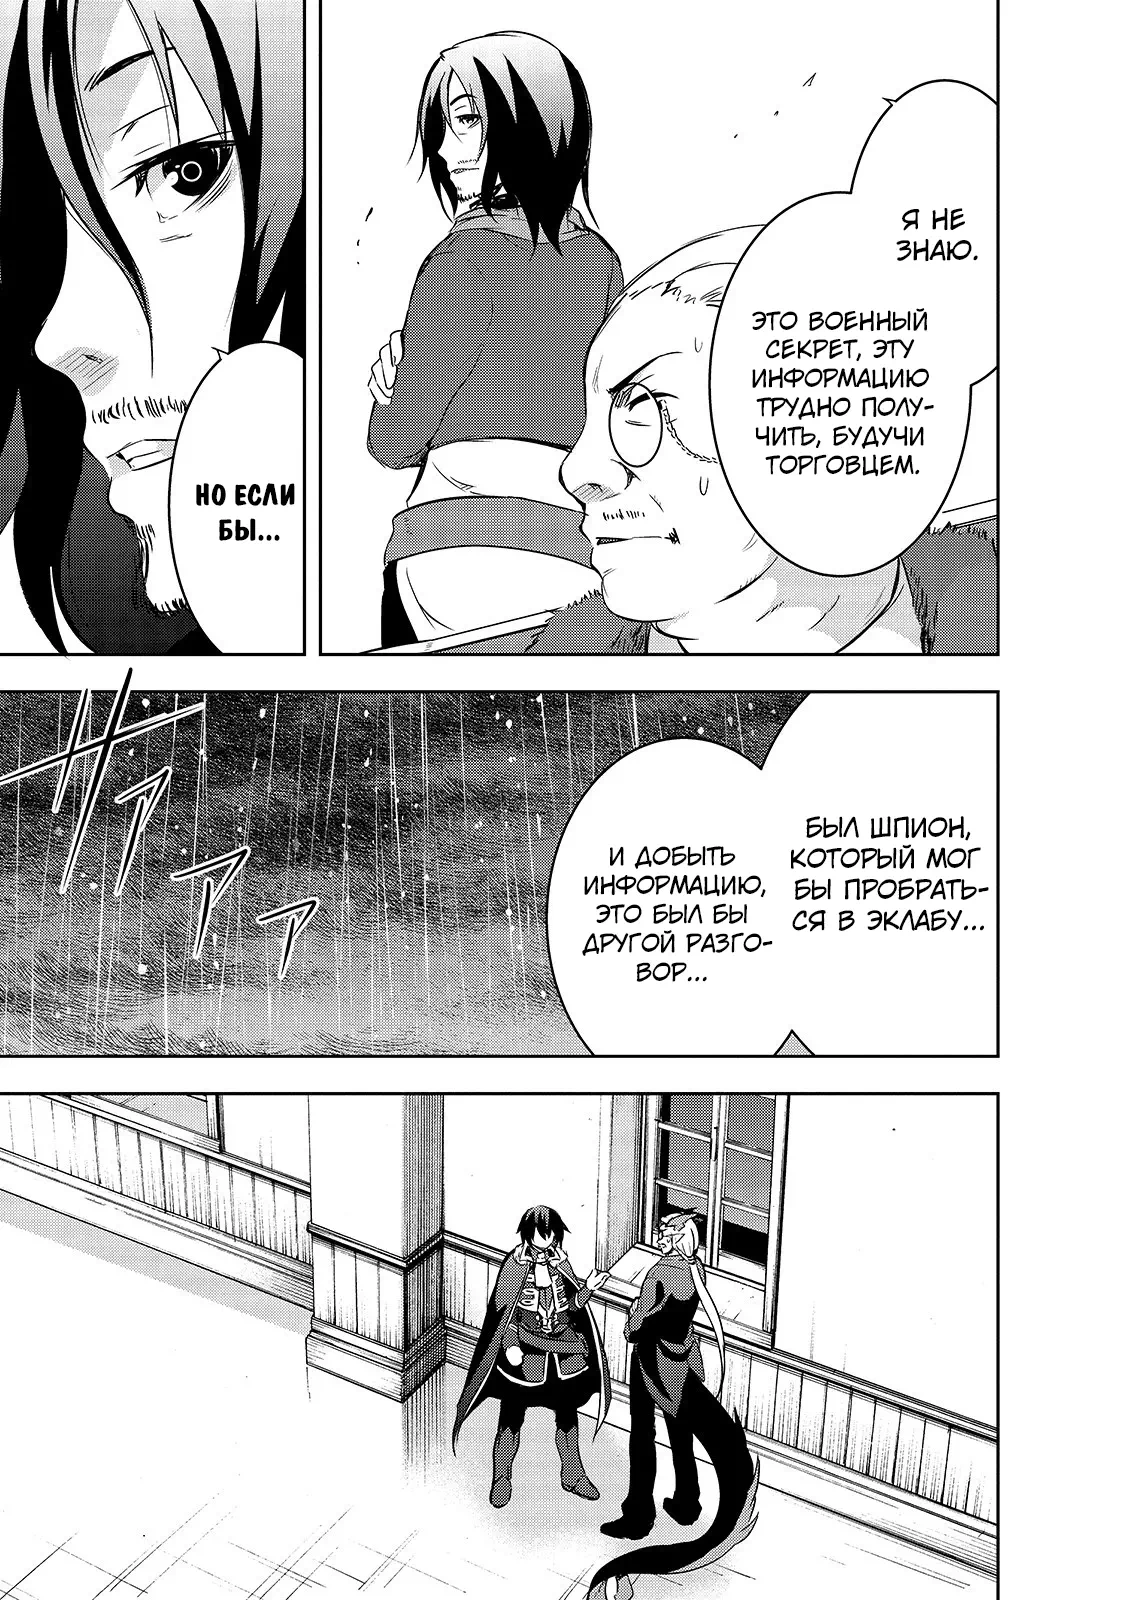 Я НЕ
ЗНАЮ.
ЭТО ВОЕННЫЙ
СЕКРЕТ, ЭТУ
ИНФОРМАЦИЮ
ТРУДНО ПОЛУ-
ЧИТЬ, БУДУЧИ
ТОРГОВЦЕМ.
НО ЕСЛИ
БЫ...
БЫЛ ШПИОН,
КОТОРЫЙ МОГ
БЫ ПРОБРАТЬ-
СЯ В ЭКЛАБУ...
И ДОБЫТЬ
ИНФОРМАЦИЮ,
ЭТО БЫЛ БЫ
ДРУГОЙ РАЗГО-
ВОР...
ザァァァ